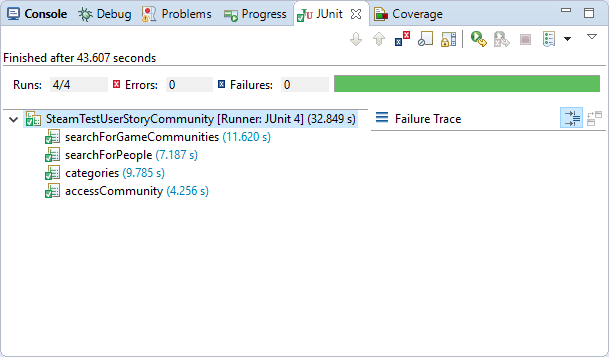 Console Debug Problems Progress JUnit Coverage
Finished after 43.607 seconds
Runs: 4/4 Errors: 0 Failures: 0
SteamTestUserStoryCommunity [Runner: JUnit 4] (32.849 s) Failure Trace
searchForGameCommunities (11.620 s)
searchForPeople (7.187 s)
categories (9.785 s)
accessCommunity (4.256 s)